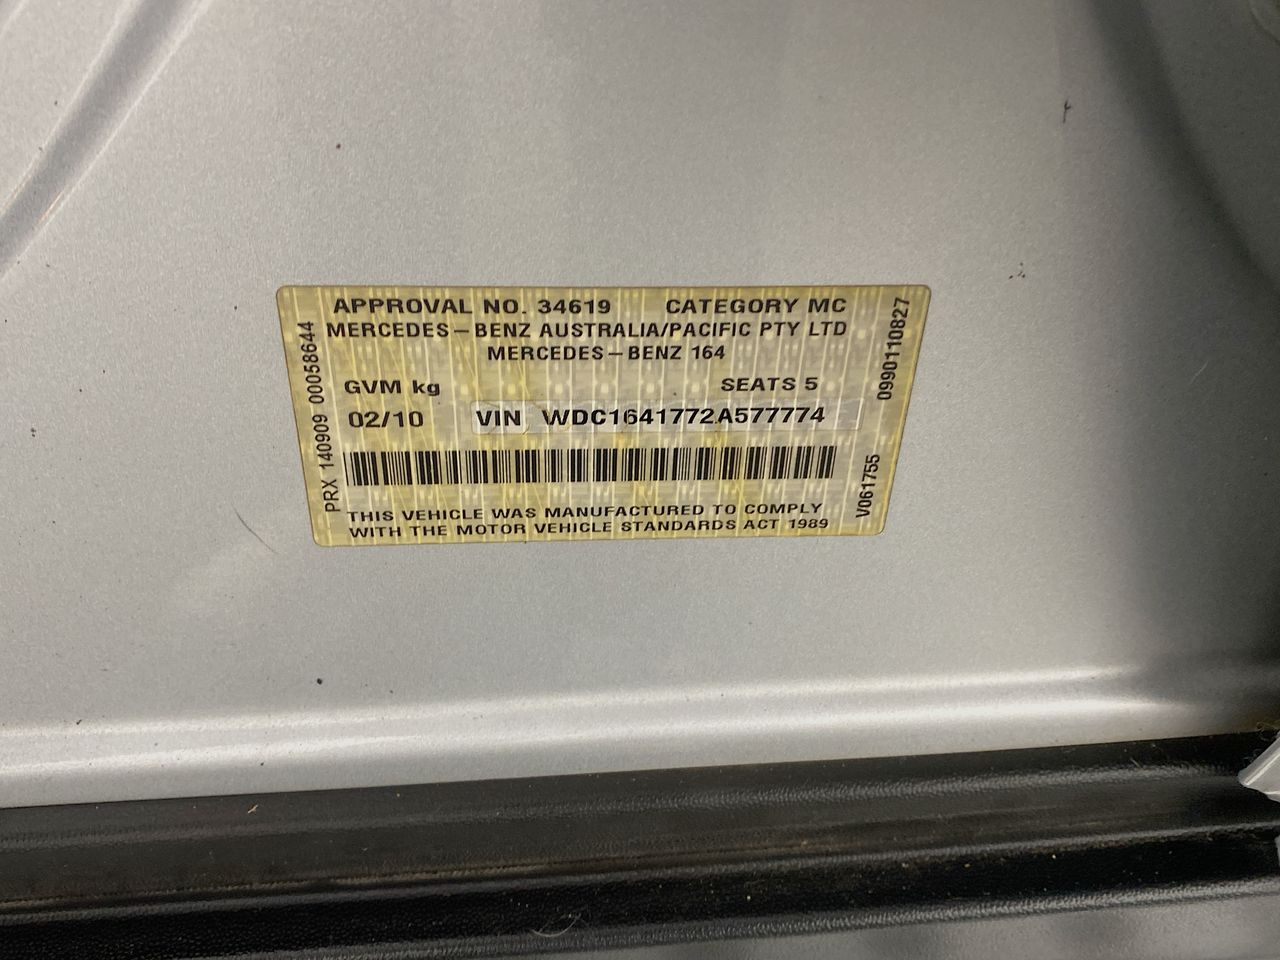 APPROVAL NO. 34619 CATEGORY MC
MERCEDES-BENZ AUSTRALIA/PACIFIC PTY LTD
MERCEDES-BENZ 164
GVM kg SEATS 5
02/10 VIN WDC1641772A577774
THIS VEHICLE WAS MANUFACTURED TO COMPLY
WITH THE MOTOR VEHICLE STANDARDS ACT 1989
PRX 140909 00058644
0990110827
V061755